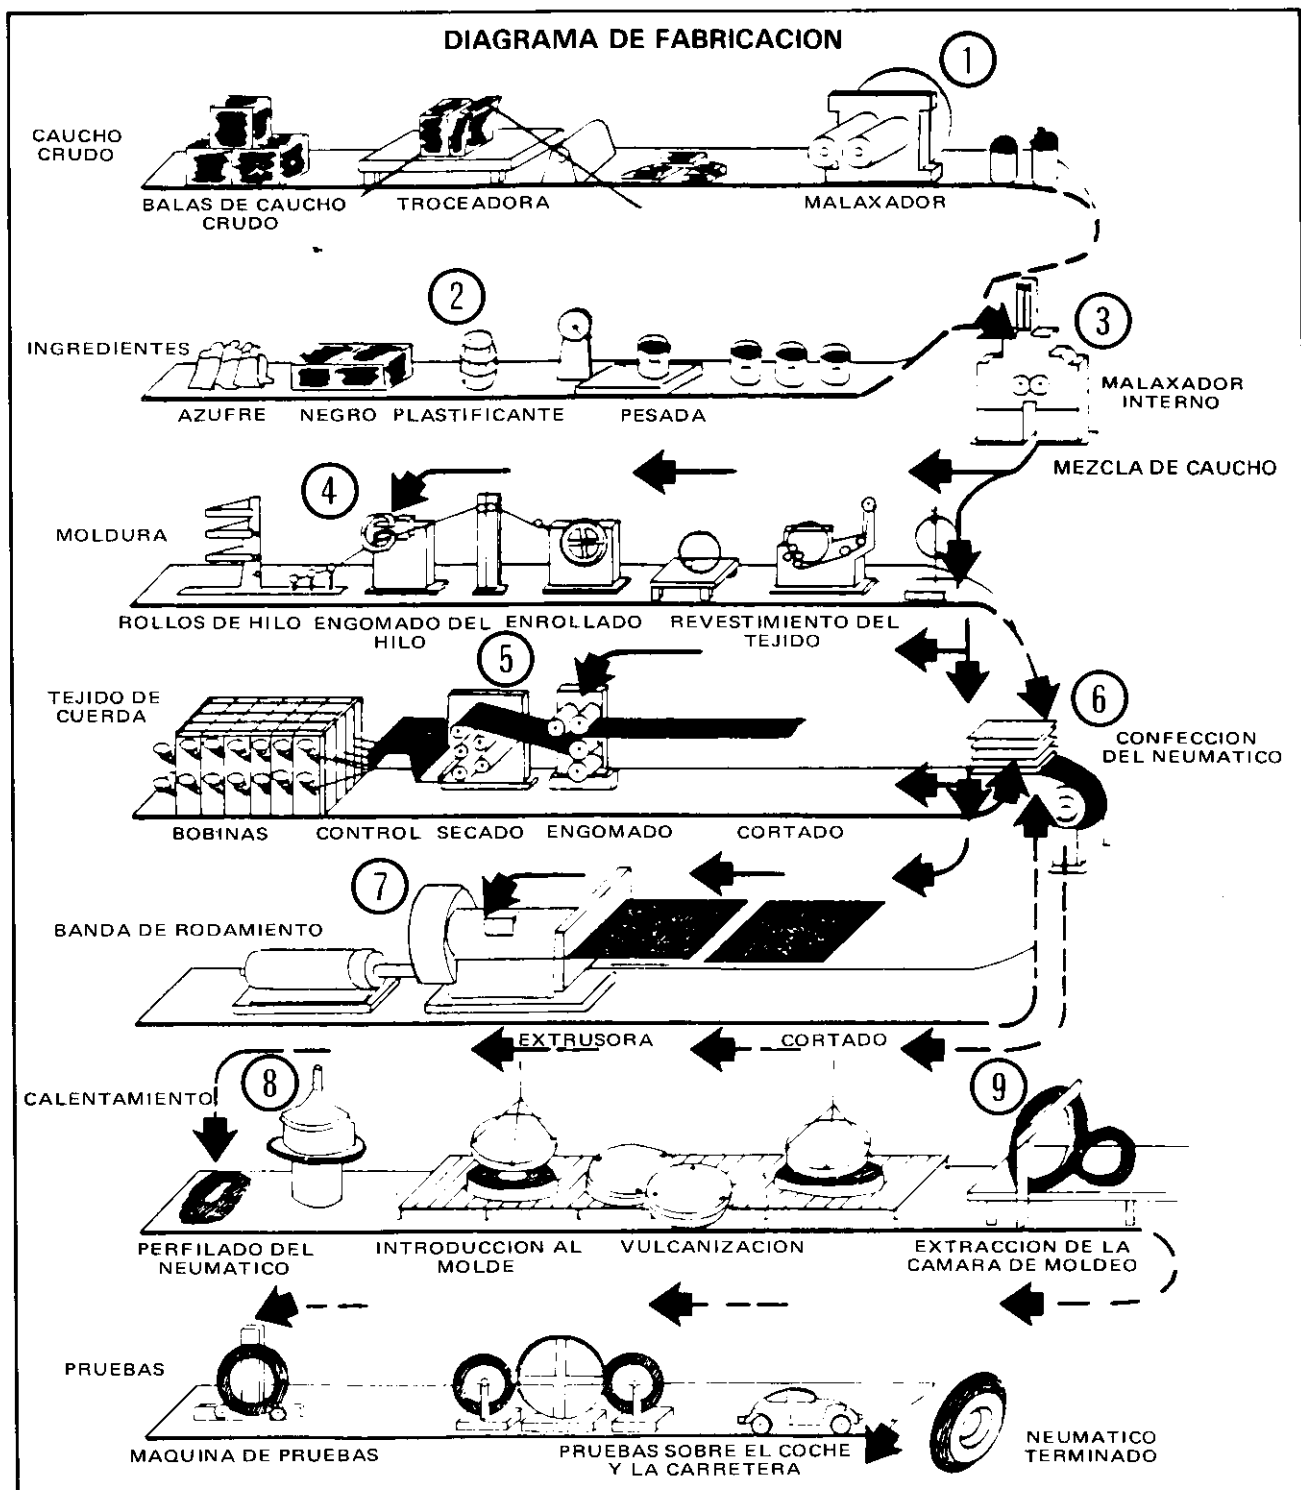 DIAGRAMA DE FABRICACION
1
CAUCHO
CRUDO
BALAS DE CAUCHO
CRUDO
TROCEADORA
MALAXADOR
2
3
INGREDIENTES
AZUFRE
NEGRO
PLASTIFICANTE
PESADA
MALAXADOR
INTERNO
MEZCLA DE CAUCHO
4
MOLDURA
ROLLOS DE HILO
ENGOMADO DEL
HILO
ENROLLADO
REVESTIMIENTO DEL
TEJIDO
5
6
TEJIDO DE
CUERDA
CONFECCION
DEL NEUMATICO
BOBINAS
CONTROL
SECADO
ENGOMADO
CORTADO
7
BANDA DE RODAMIENTO
EXTRUSORA
CORTADO
8
9
CALENTAMIENTO
PERFILADO DEL
NEUMATICO
INTRODUCCION AL
MOLDE
VULCANIZACION
EXTRACCION DE LA
CAMARA DE MOLDEO
PRUEBAS
MAQUINA DE PRUEBAS
PRUEBAS SOBRE EL COCHE
Y LA CARRETERA
NEUMATICO
TERMINADO